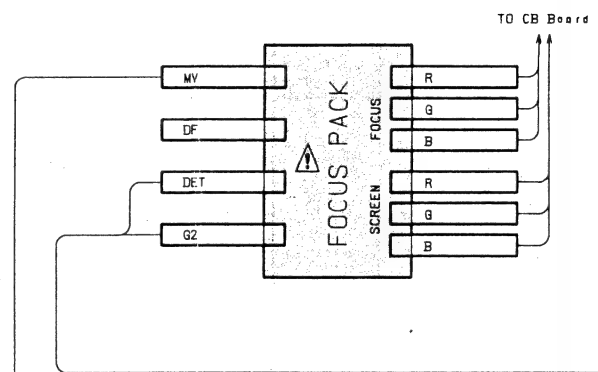 TO CB Board
MV
DF
DET
G2
FOCUS PACK
FOCUS
SCREEN
R
G
B
R
G
B